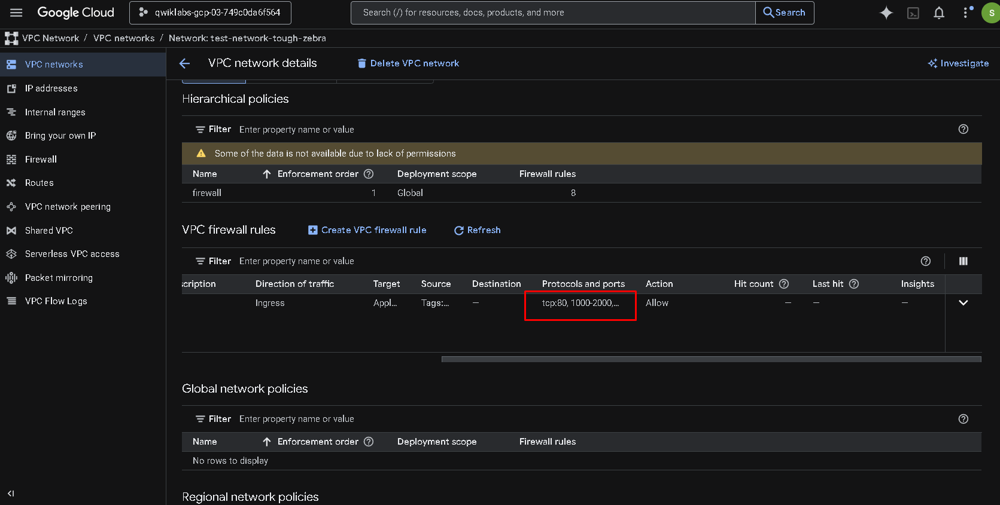 Google Cloud
qwiklabs-gcp-03-749c0da6f564
Search (/) for resources, docs, products, and more
Search
S
VPC Network / VPC networks / Network: test-network-tough-zebra
VPC networks
IP addresses
Internal ranges
Bring your own IP
Firewall
Routes
VPC network peering
Shared VPC
Serverless VPC access
Packet mirroring
VPC Flow Logs
VPC network details
Delete VPC network
Investigate
Hierarchical policies
Filter Enter property name or value
Some of the data is not available due to lack of permissions
Name Enforcement order Deployment scope Firewall rules
firewall 1 Global 8
VPC firewall rules Create VPC firewall rule Refresh
Filter Enter property name or value
scription Direction of traffic Target Source Destination Protocols and ports Action Hit count Last hit Insights
Ingress Appl... Tags:... — tcp:80, 1000-2000,... Allow — — —
Global network policies
Filter Enter property name or value
Name Enforcement order Deployment scope Firewall rules
No rows to display
Regional network policies